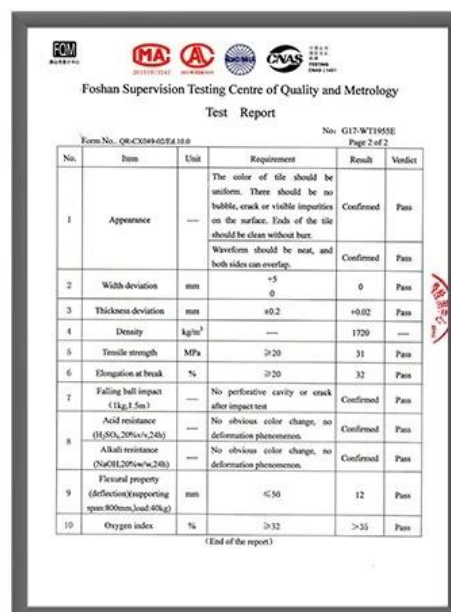 FQM
MA
CAL
CNAS
TESTING
Foshan Supervision Testing Centre of Quality and Metrology
Test Report
No: G17-WT1955E
Form No.. QR-CX049-02/Ed.10.0
Page 2 of 2
No. Item Unit Requirement Result Verdict
1 Appearance ---- The color of tile should be uniform. There should be no bubble, crack or visible impurities on the surface. Ends of the tile should be clean without burr. Confirmed Pass
Waveform should be neat, and both sides can overlap. Confirmed Pass
2 Width deviation mm +5 0 0 Pass
3 Thickness deviation mm ±0.2 +0.02 Pass
4 Density kg/m³ ---- 1720 ----
5 Tensile strength MPa ≥20 31 Pass
6 Elongation at break % ≥20 32 Pass
7 Falling ball impact (1kg,1.5m) ---- No perforative cavity or crack after impact test Confirmed Pass
8 Acid resistance (H₂SO₄,20%v/v,24h) ---- No obvious color change, no deformation phenomenon. Confirmed Pass
Alkali resistance (NaOH,20%w/w,24h) ---- No obvious color change, no deformation phenomenon. Confirmed Pass
9 Flexural property (deflection)(supporting span:800mm,load:40kg) mm ≤50 12 Pass
10 Oxygen index % ≥32 >35 Pass
(End of the report)